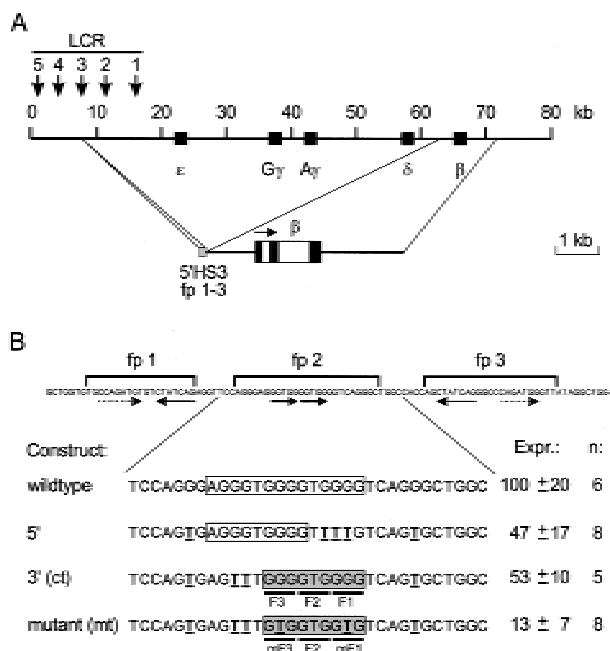 A
LCR
5 4 3 2 1
0 10 20 30 40 50 60 70 80 kb
ε Gγ Aγ δ β
β
1 kb
5'HS3
fp 1-3
B
fp 1 fp 2 fp 3
Construct: Expr.: n:
wildtype TCCAGGGAGGGTGGGGTGGGGTCAGGGCTGGC 100 ±20 6
5' TCCAGTGAGGGTGGGGTTTTGTCAGTGCTGGC 47 ±17 8
3' (ct) TCCAGTGAGTTTGGGGTGGGGTCAGTGCTGGC 53 ±10 5
F3 F2 F1
mutant (mt) TCCAGTGAGTTTGTGGTGGTGTCAGTGCTGGC 13 ± 7 8
mF3 F2 mF1